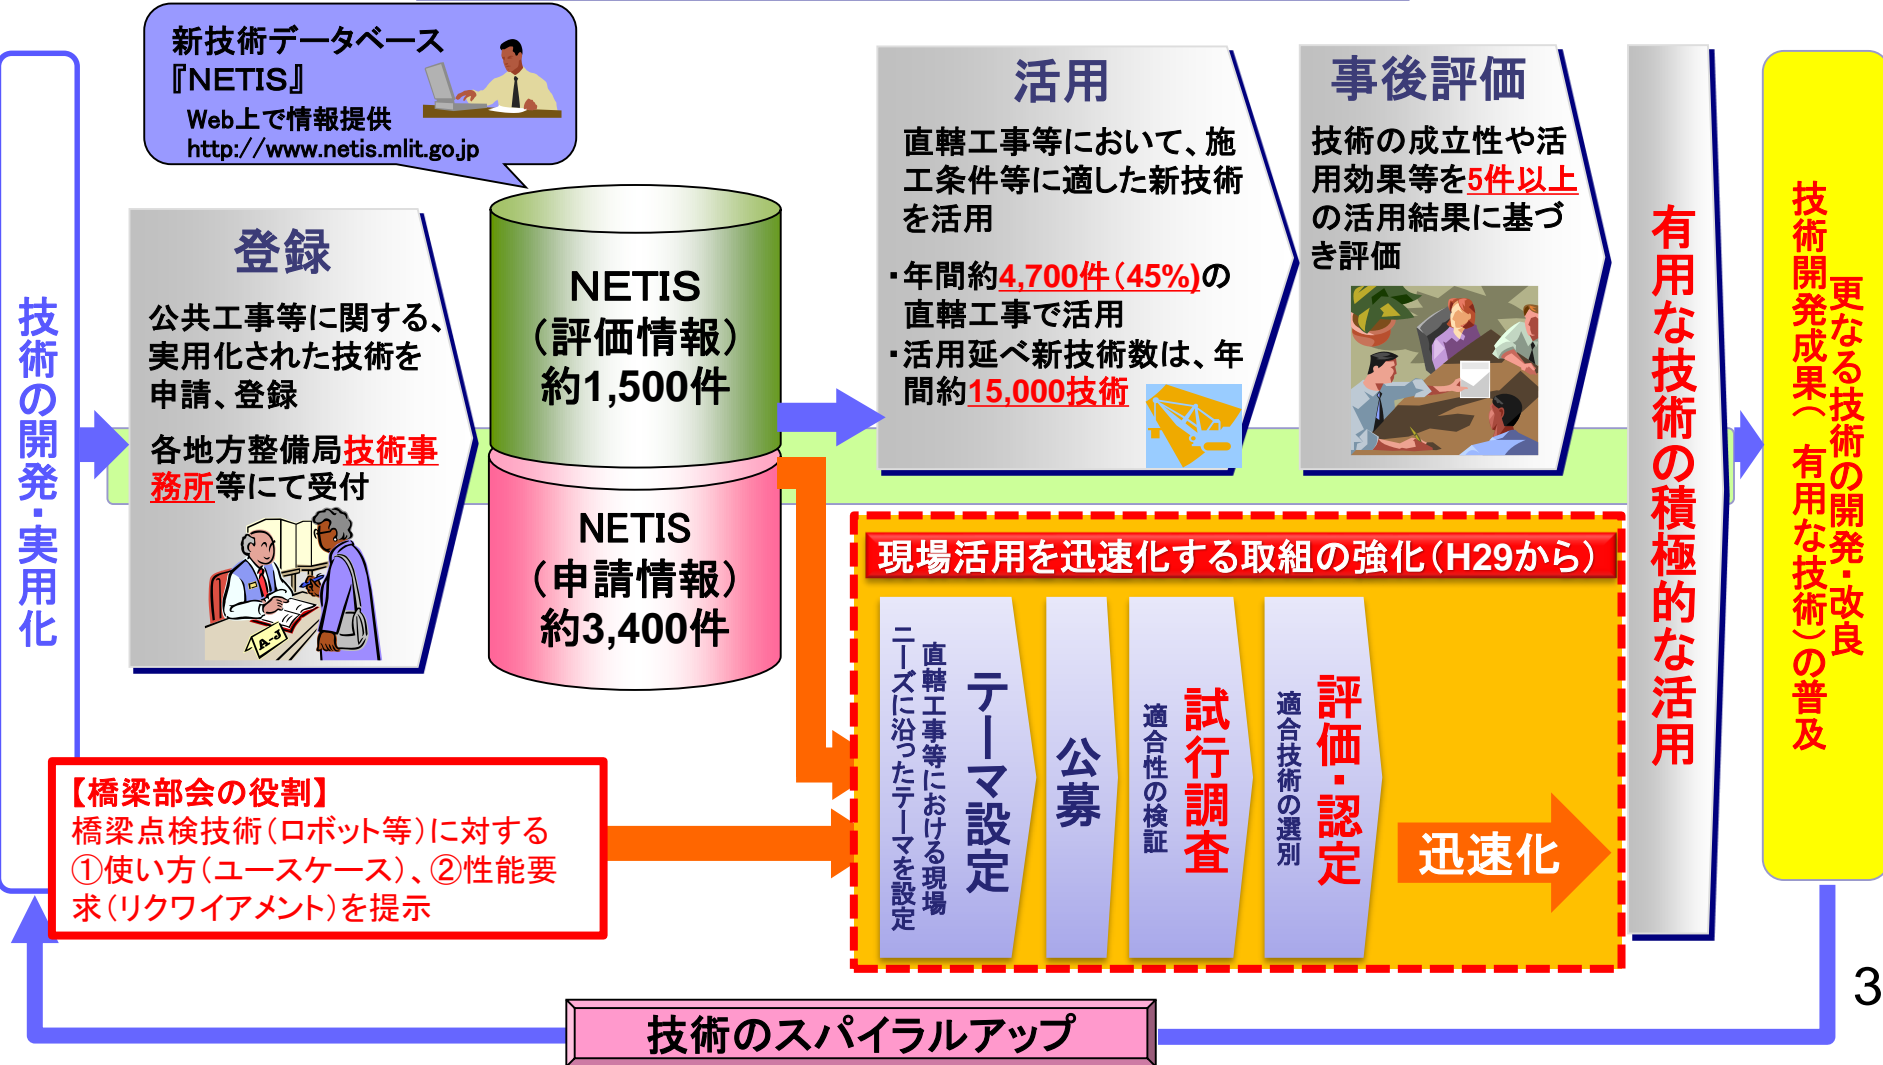 新技術データベース
『NETIS』
Web上で情報提供
http://www.netis.mlit.go.jp
技術の開発・実用化
登録
公共工事等に関する、
実用化された技術を
申請、登録
各地方整備局技術事
務所等にて受付
A-J
NETIS
（評価情報）
約1,500件
NETIS
（申請情報）
約3,400件
活用
直轄工事等において、施
工条件等に適した新技術
を活用
・年間約4,700件（45%）の
直轄工事で活用
・活用延べ新技術数は、年
間約15,000技術
事後評価
技術の成立性や活
用効果等を5件以上
の活用結果に基づ
き評価
有用な技術の積極的な活用
更なる技術の開発・改良
技術開発成果（有用な技術）の普及
現場活用を迅速化する取組の強化（H29から）
テーマ設定
直轄工事等における現場
ニーズに沿ったテーマを設定
公募
試行調査
適合性の検証
評価・認定
適合技術の選別
迅速化
【橋梁部会の役割】
橋梁点検技術（ロボット等）に対する
①使い方（ユースケース）、②性能要
求（リクワイアメント）を提示
技術のスパイラルアップ
3